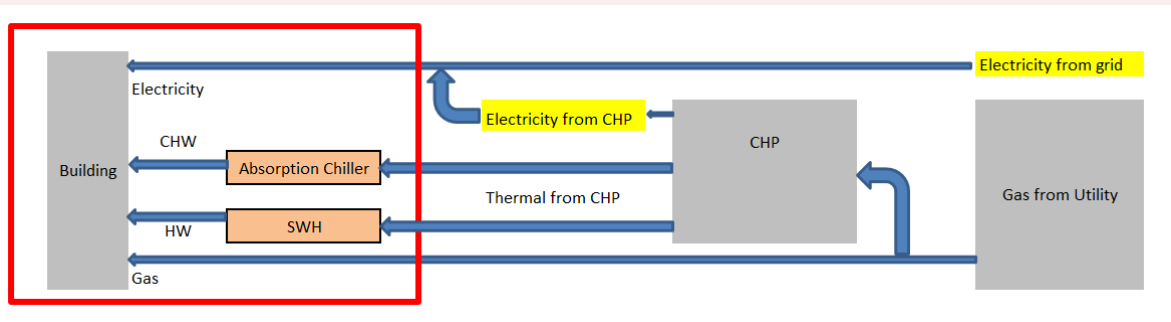 Electricity from grid
Electricity
Electricity from CHP
CHP
CHW
Building
Absorption Chiller
Thermal from CHP
Gas from Utility
HW
SWH
Gas